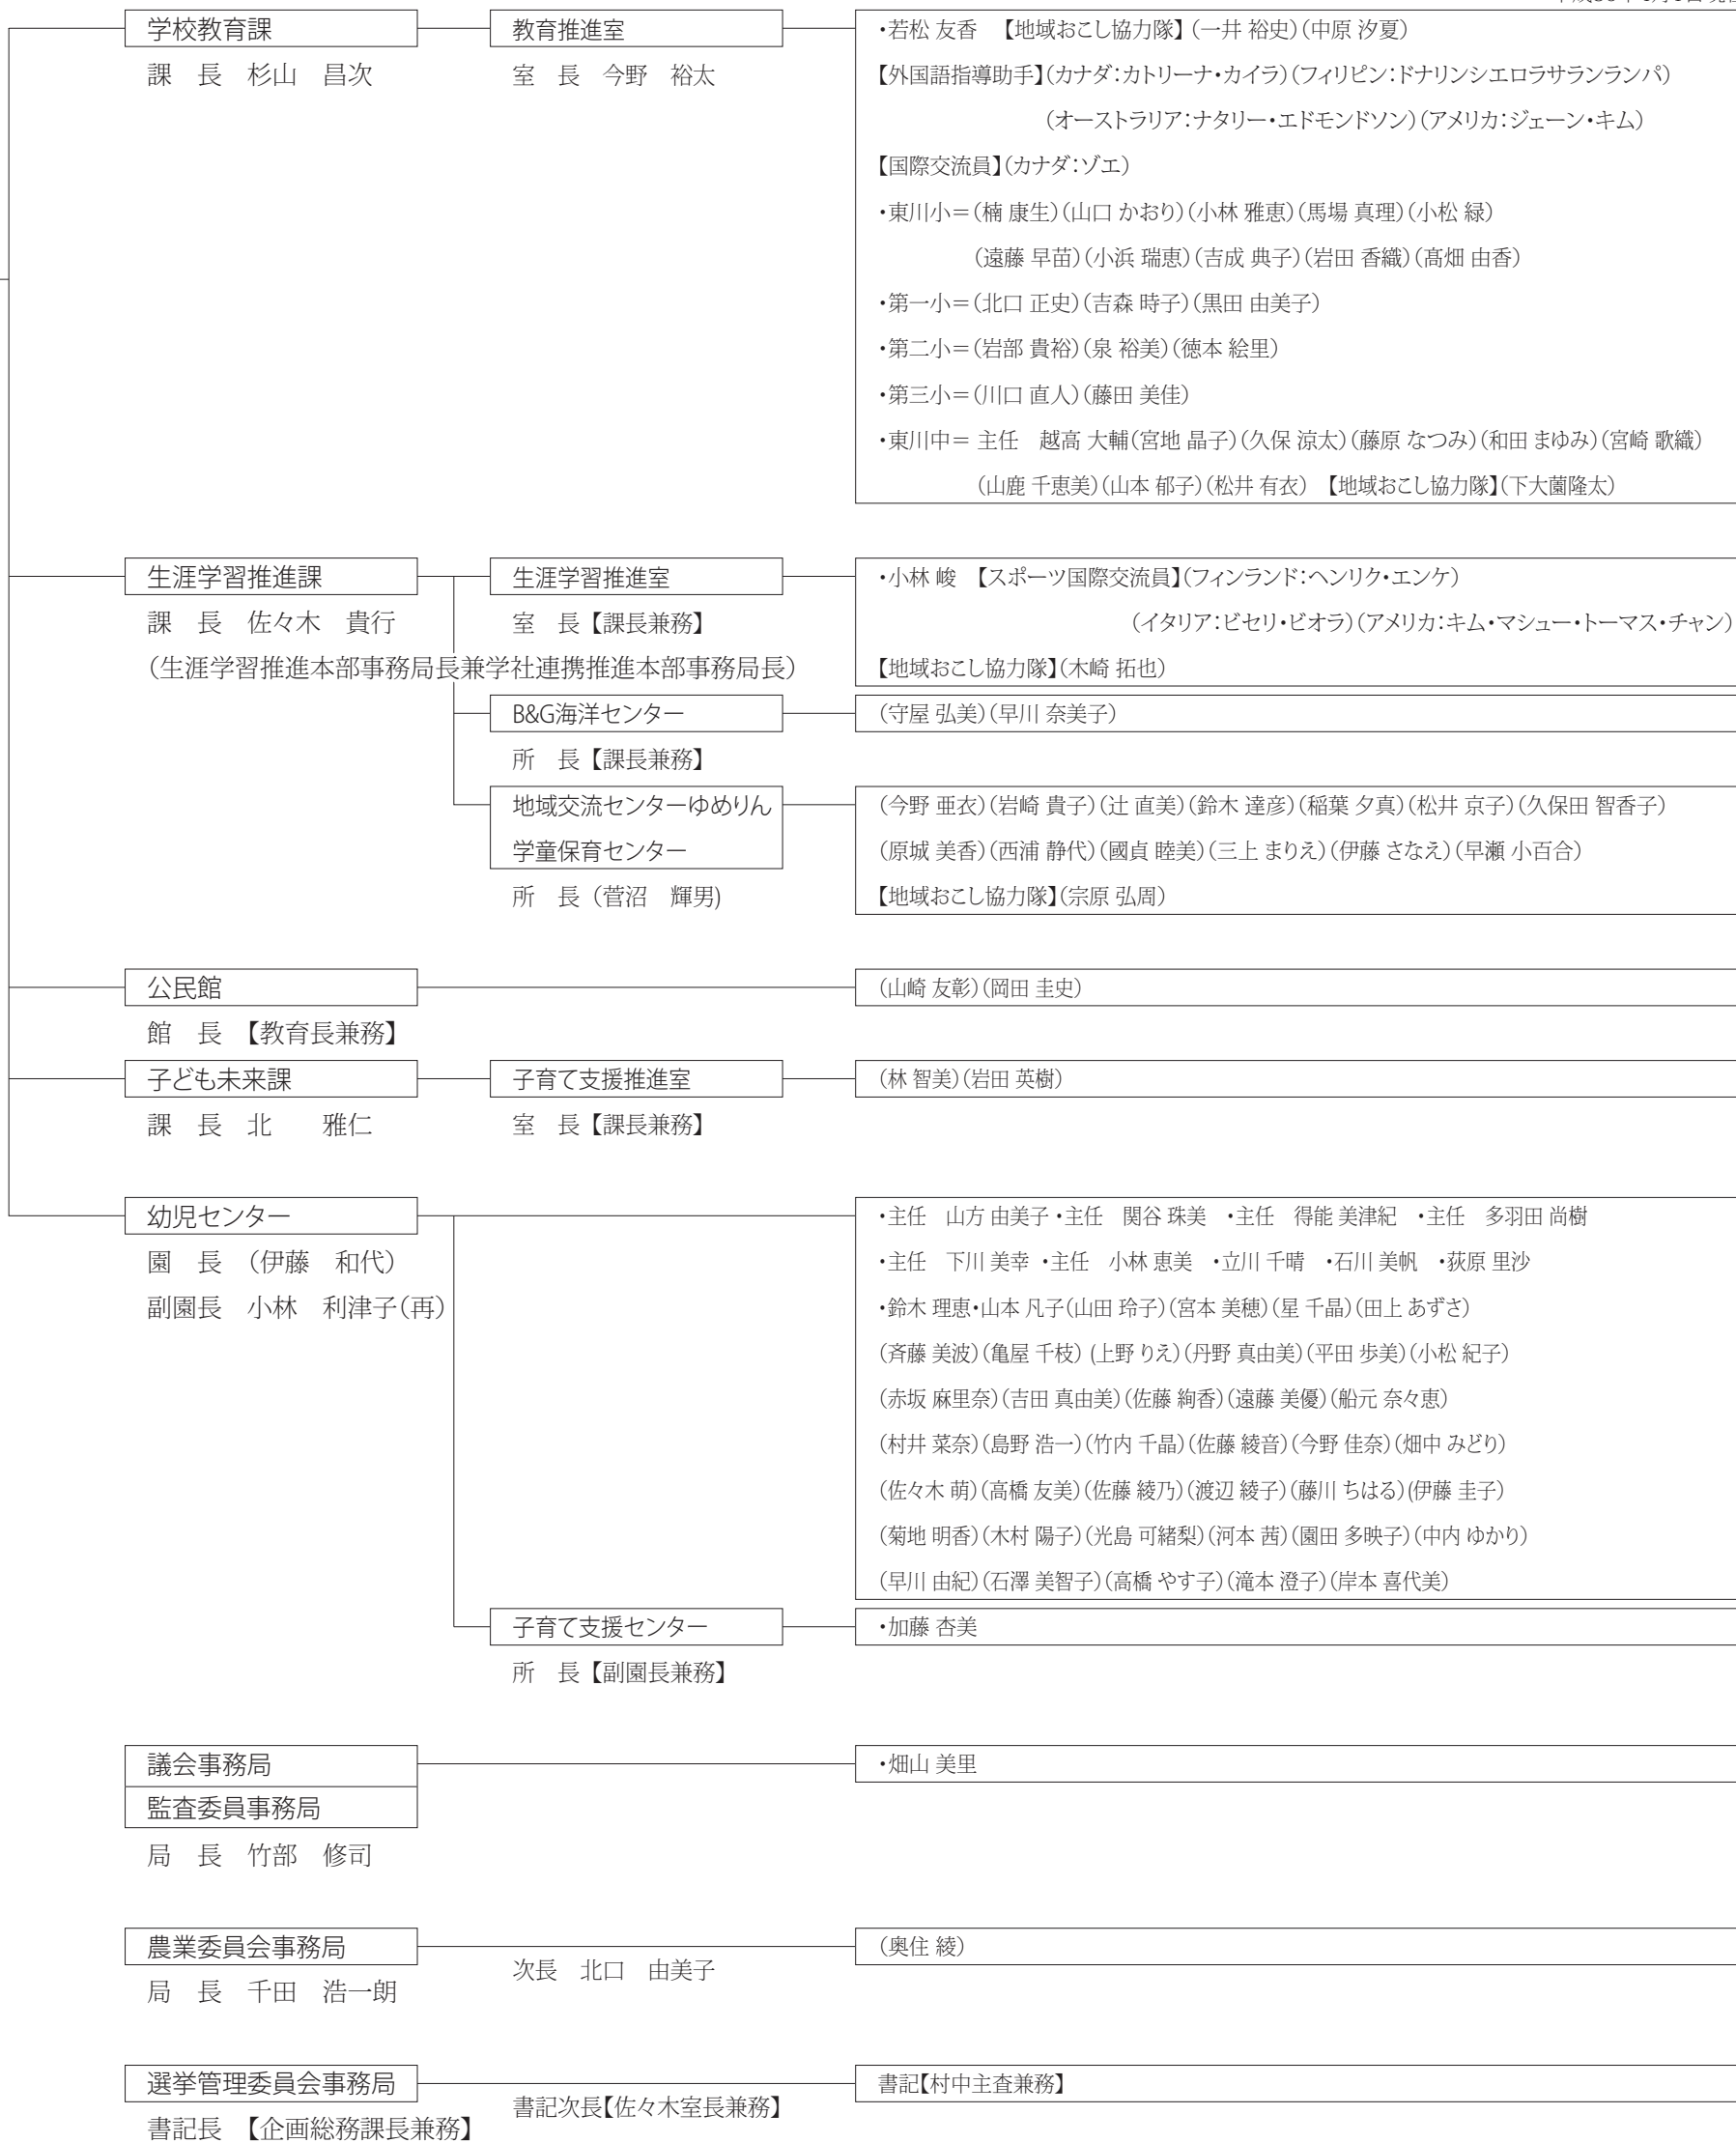 学校教育課
課　長　杉山　昌次
教育推進室
室　長　今野　裕太
・若松 友香　【地域おこし協力隊】（一井 裕史）（中原 汐夏）
【外国語指導助手】（カナダ：カトリーナ・カイラ）（フィリピン：ドナリンシエロラサランランパ）
（オーストラリア：ナタリー・エドモンドソン）（アメリカ：ジェーン・キム）
【国際交流員】（カナダ：ゾエ）
・東川小＝（楠 康生）（山口 かおり）（小林 雅恵）（馬場 真理）（小松 緑）
（遠藤 早苗）（小浜 瑞恵）（吉成 典子）（岩田 香織）（髙畑 由香）
・第一小＝（北口 正史）（吉森 時子）（黒田 由美子）
・第二小＝（岩部 貴裕）（泉 裕美）（徳本 絵里）
・第三小＝（川口 直人）（藤田 美佳）
・東川中＝ 主任　越高 大輔（宮地 晶子）（久保 涼太）（藤原 なつみ）（和田 まゆみ）（宮崎 歌織）
（山鹿 千恵美）（山本 郁子）（松井 有衣）　【地域おこし協力隊】（下大薗隆太）
生涯学習推進課
課　長　佐々木　貴行
（生涯学習推進本部事務局長兼学社連携推進本部事務局長）
生涯学習推進室
室　長【課長兼務】
・小林 峻　【スポーツ国際交流員】（フィンランド：ヘンリク・エンケ）
（イタリア：ビセリ・ビオラ）（アメリカ：キム・マシュー・トーマス・チャン）
【地域おこし協力隊】（木崎 拓也）
B&G海洋センター
所　長【課長兼務】
（守屋 弘美）（早川 奈美子）
地域交流センターゆめりん
学童保育センター
所　長（菅沼　輝男)
（今野 亜衣）（岩崎 貴子）（辻 直美）（鈴木 達彦）（稲葉 夕真）（松井 京子）（久保田 智香子）
（原城 美香）（西浦 静代）（國貞 睦美）（三上 まりえ）（伊藤 さなえ）（早瀬 小百合）
【地域おこし協力隊】（宗原 弘周）
公民館
館　長　【教育長兼務】
（山崎 友彰）（岡田 圭史）
子ども未来課
課　長　北　　雅仁
子育て支援推進室
室　長【課長兼務】
（林 智美）（岩田 英樹）
幼児センター
園　長　（伊藤　和代）
副園長　小林　利津子（再）
・主任　山方 由美子 ・主任　関谷 珠美　・主任　得能 美津紀　・主任　多羽田 尚樹
・主任　下川 美幸 ・主任　小林 恵美　・立川 千晴　・石川 美帆　・荻原 里沙
・鈴木 理恵・山本 凡子（山田 玲子）（宮本 美穂）（星 千晶）（田上 あずさ）
（斉藤 美波）（亀屋 千枝） (上野 りえ）（丹野 真由美）（平田 歩美）（小松 紀子）
（赤坂 麻里奈）（吉田 真由美）（佐藤 絢香）（遠藤 美優）（船元 奈々恵）
（村井 菜奈）（島野 浩一）（竹内 千晶）（佐藤 綾音）（今野 佳奈）（畑中 みどり）
（佐々木 萌）（高橋 友美）（佐藤 綾乃）（渡辺 綾子）（藤川 ちはる）(伊藤 圭子）
（菊地 明香）（木村 陽子）（光島 可緒梨）（河本 茜）（園田 多映子）（中内 ゆかり）
（早川 由紀）（石澤 美智子）（高橋 やす子）（滝本 澄子）（岸本 喜代美）
子育て支援センター
所　長【副園長兼務】
・加藤 杏美
議会事務局
監査委員事務局
局　長　竹部　修司
・畑山 美里
農業委員会事務局
局　長　千田　浩一朗
次長　北口　由美子
（奥住 綾）
選挙管理委員会事務局
書記長　【企画総務課長兼務】
書記次長【佐々木室長兼務】
書記【村中主査兼務】